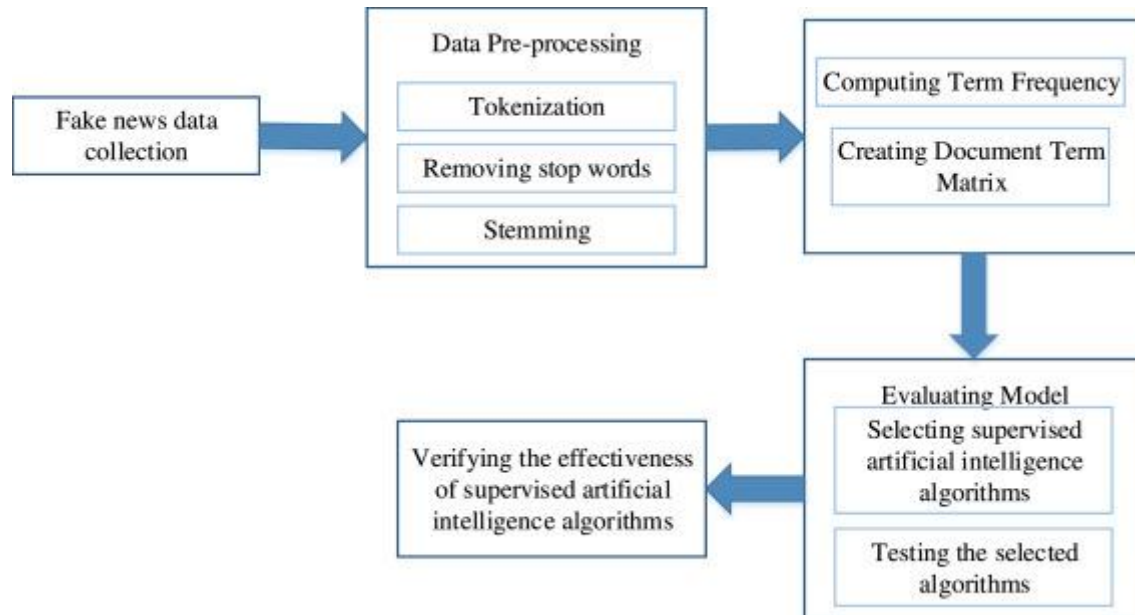 Fake news data
collection
Data Pre-processing
Tokenization
Removing stop words
Stemming
Computing Term Frequency
Creating Document Term
Matrix
Evaluating Model
Selecting supervised
artificial intelligence
algorithms
Testing the selected
algorithms
Verifying the effectiveness
of supervised artificial
intelligence algorithms